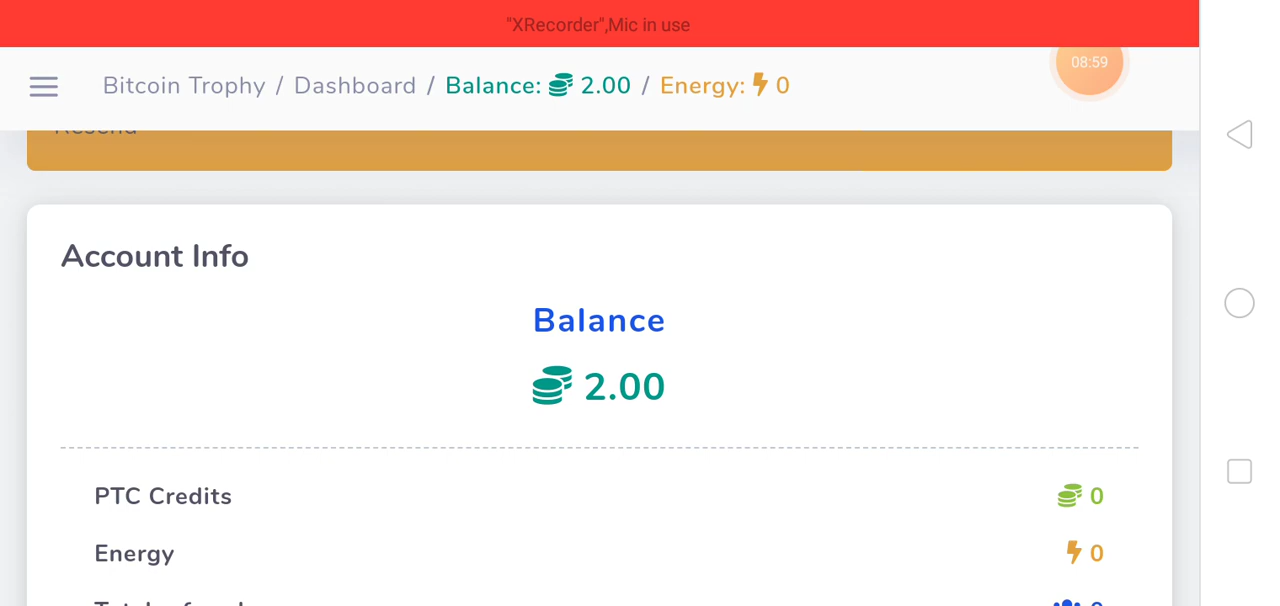 "XRecorder",Mic in use
Bitcoin Trophy / Dashboard / Balance: 2.00 / Energy: 0
08:59
Resend
Account Info
Balance
2.00
PTC Credits 0
Energy 0